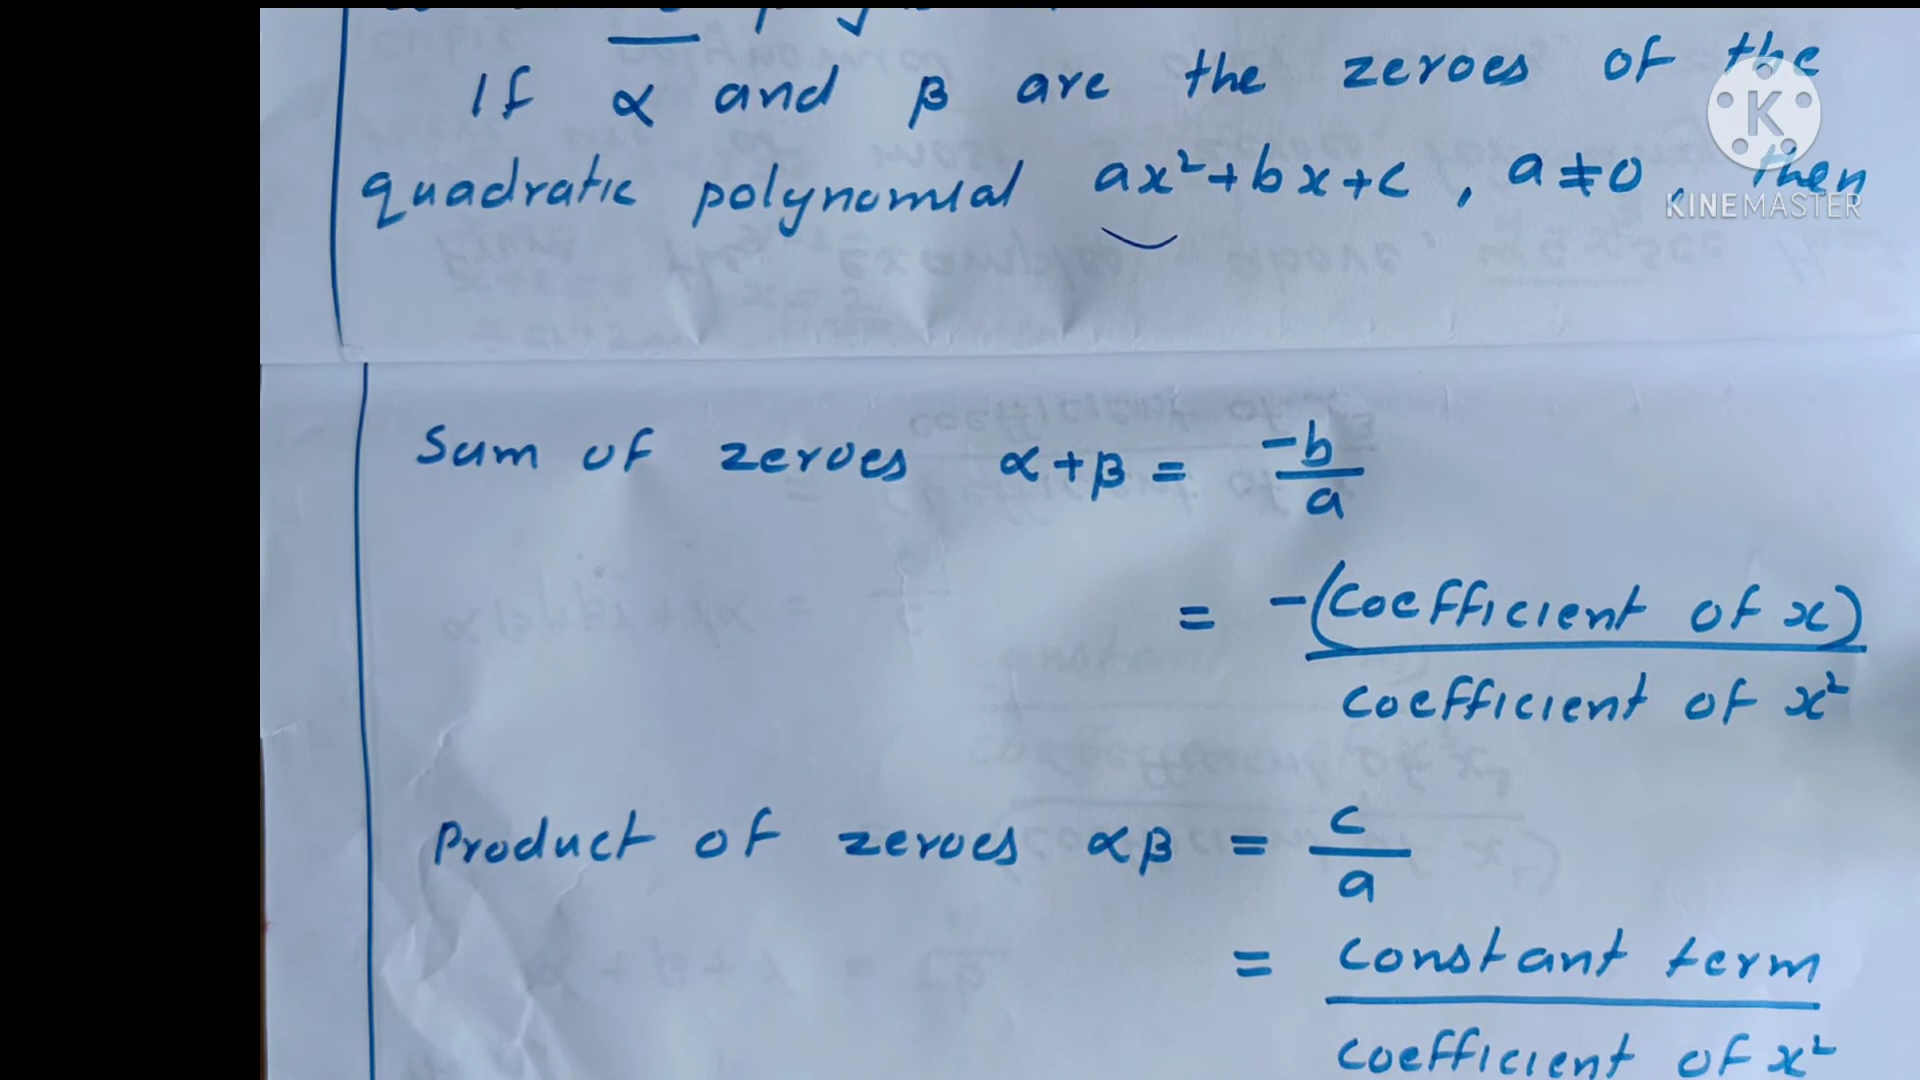 If α and β are the zeroes of the
quadratic polynomial ax²+bx+c, a≠0, then
K
KINEMASTER
Sum of zeroes α+β = -b/a
= -(coefficient of x)/coefficient of x²
Product of zeroes αβ = c/a
= constant term/coefficient of x²